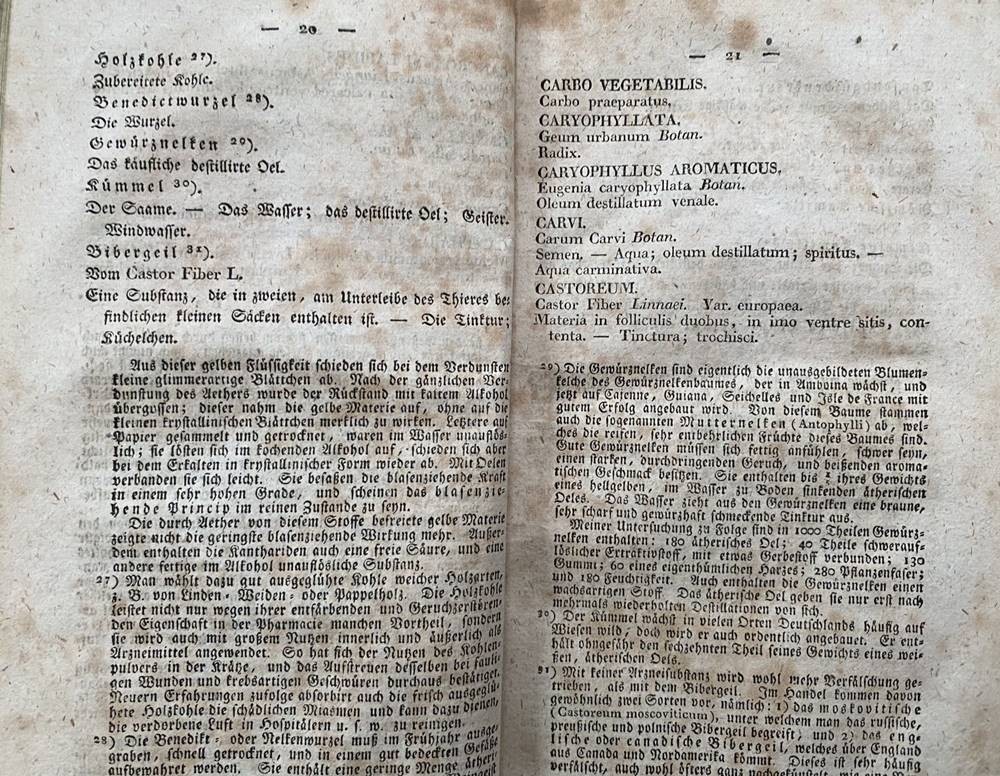 — 20 —
Holzkohle 27).
Zubereitete Kohle.
Benedictwurzel 28).
Die Wurzel.
Gewürznelken 29).
Das käufliche destillirte Oel.
Kümmel 30).
Der Saame. — Das Wasser; das destillirte Oel; Geister.
Windwasser.
Bibergeil 31).
Vom Castor Fiber L.
Eine Substanz, die in zweien, am Unterleibe des Thieres be-
findlichen kleinen Säcken enthalten ist. — Die Tinktur;
Küchelchen.
Aus dieser gelben Flüssigkeit schieden sich bei dem Verdunsten
kleine glimmerartige Blättchen ab. Nach der gänzlichen Ver-
dunstung des Aethers wurde der Rückstand mit kaltem Alkohol
übergossen; dieser nahm die gelbe Materie auf, ohne auf die
kleinen krystallinischen Blättchen merklich zu wirken. Letztere auf
Papier gesammelt und getrocknet, waren im Wasser unauflös-
lich; sie lösten sich im kochenden Alkohol auf, schieden sich aber
bei dem Erkalten in krystallinischer Form wieder ab. Mit Oelen
verbanden sie sich leicht. Sie besaßen die blasenziehende Kraft
in einem sehr hohen Grade, und scheinen das blasenzie-
hende Princip im reinen Zustande zu seyn.
Die durch Aether von diesem Stoffe befreiete gelbe Materie
zeigte nicht die geringste blasenziehende Wirkung mehr. Außer-
dem enthalten die Kanthariden auch eine freie Säure, und eine
andere fettige im Alkohol unauflösliche Substanz.
27) Man wählt dazu gut ausgeglühte Kohle weicher Holzarten,
z. B. von Linden- Weiden- oder Pappelholz. Die Holzkohle
leistet nicht nur wegen ihrer entfärbenden und Geruchzerstören-
den Eigenschaft in der Pharmacie manchen Vortheil, sondern
sie wird auch mit großem Nutzen innerlich und äußerlich als
Arzneimittel angewendet. So hat sich der Nutzen des Kohlen-
pulvers in der Krätze, und das Aufstreuen desselben bei fauli-
gen Wunden und krebsartigen Geschwüren durchaus bestätiget.
Neuern Erfahrungen zufolge absorbirt auch die frisch ausgeglü-
hete Holzkohle die schädlichen Miasmen und kann dazu dienen,
die verdorbene Luft in Hospitälern u. s. w. zu reinigen.
28) Die Benedikt- oder Nelkenwurzel muß im Frühjahr ausge-
graben, schnell getrocknet, und in einem gut bedeckten Gefäße
aufbewahret werden. Sie enthält eine geringe Menge ätheri-
— 21 —
CARBO VEGETABILIS.
Carbo praeparatus.
CARYOPHYLLATA.
Geum urbanum Botan.
Radix.
CARYOPHYLLUS AROMATICUS.
Eugenia caryophyllata Botan.
Oleum destillatum venale.
CARVI.
Carum Carvi Botan.
Semen. — Aqua; oleum destillatum; spiritus. —
Aqua carminativa.
CASTOREUM.
Castor Fiber Linnaei. Var. europaea.
Materia in folliculis duobus, in imo ventre sitis, con-
tenta. — Tinctura; trochisci.
29) Die Gewürznelken sind eigentlich die unausgebildeten Blumen-
kelche des Gewürznelkenbaumes, der in Amboina wächst, und
jetzt auf Cajenne, Guiana, Seichelles und Isle de France mit
gutem Erfolg angebaut wird. Von diesem Baume stammen
auch die sogenannten Mutternelken (Antophylli) ab, wel-
ches die reifen, sehr entbehrlichen Früchte dieses Baumes sind.
Gute Gewürznelken müssen sich fettig anfühlen, schwer seyn,
einen starken, durchdringenden Geruch, und beißenden aroma-
tischen Geschmack besitzen. Sie enthalten bis ihres Gewichts
eines hellgelben, im Wasser zu Boden sinkenden ätherischen
Oeles. Das Wasser zieht aus den Gewürznelken eine braune,
sehr scharf und gewürzhaft schmeckende Tinktur aus.
Meiner Untersuchung zu Folge sind in 1000 Theilen Gewürz-
nelken enthalten: 180 ätherisches Oel; 40 Theile schwerauf-
löslicher Extraktivstoff, mit etwas Gerbestoff verbunden; 130
Gummi; 60 eines eigenthümlichen Harzes; 280 Pflanzenfaser;
und 180 Feuchtigkeit. Auch enthalten die Gewürznelken einen
wachsartigen Stoff. Das ätherische Oel geben sie nur erst nach
mehrmals wiederholten Destillationen von sich.
30) Der Kümmel wächst in vielen Orten Deutschlands häufig auf
Wiesen wild, doch wird er auch ordentlich angebauet. Er ent-
hält ohngefähr den sechzehnten Theil seines Gewichts eines wei-
ßen, ätherischen Oels.
31) Mit keiner Arzneisubstanz wird wohl mehr Verfälschung ge-
trieben, als mit dem Bibergeil. Im Handel kommen davon
gewöhnlich zwei Sorten vor, nämlich: 1) das moskovitische
(Castoreum moscoviticum), unter welchem man das russische,
preußische und polnische Bibergeil begreift; und 2) das eng-
lische oder canadische Bibergeil, welches über England
aus Canada und Nordamerika kömmt. Dieses ist sehr häufig
verfälscht, auch wohl öfters ganz nachgekünstelt,